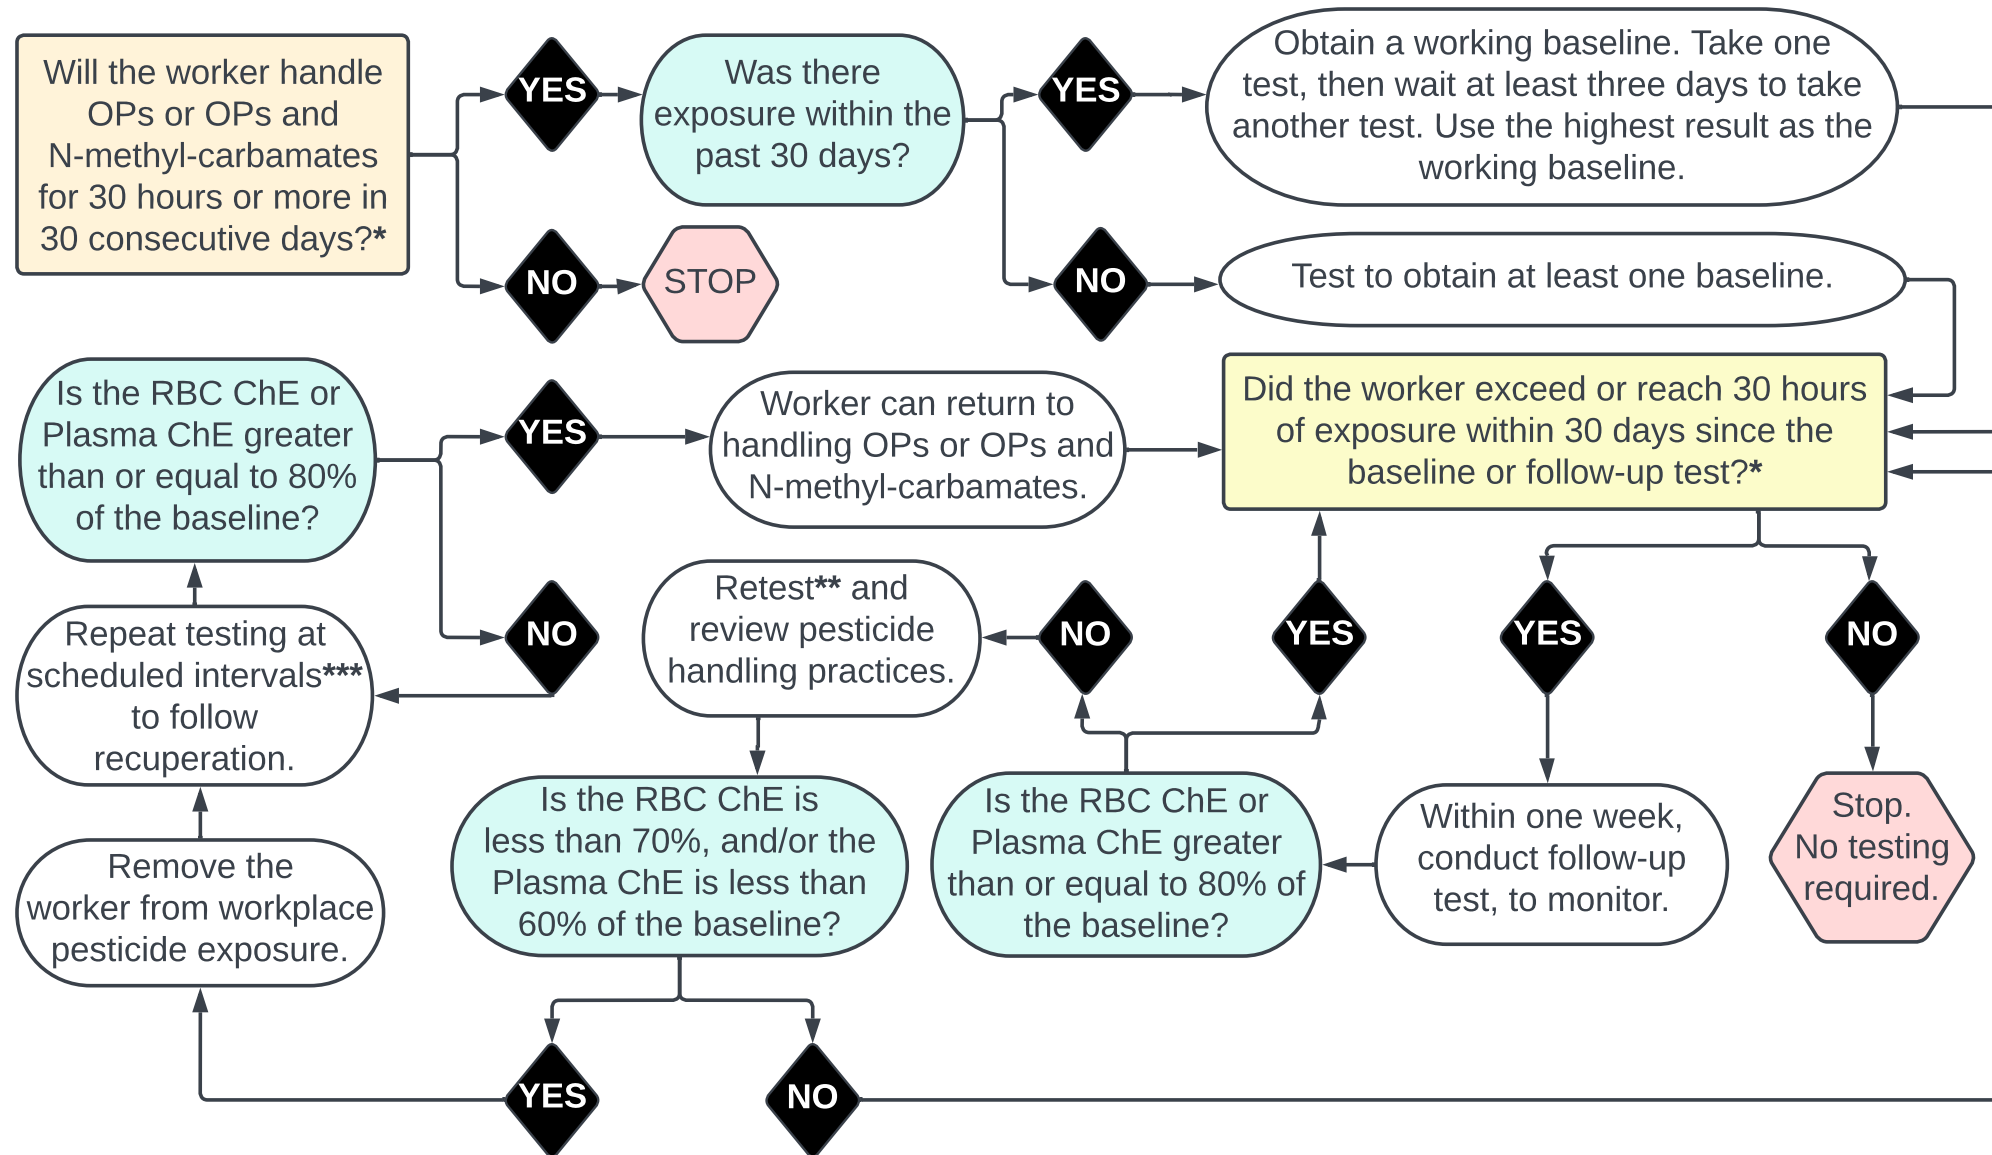 Will the worker handle
OPs or OPs and
N-methyl-carbamates
for 30 hours or more in
30 consecutive days?*
YES
Was there
exposure within the
past 30 days?
YES
Obtain a working baseline. Take one
test, then wait at least three days to take
another test. Use the highest result as the
working baseline.
NO
STOP
NO
Test to obtain at least one baseline.
Is the RBC ChE or
Plasma ChE greater
than or equal to 80%
of the baseline?
YES
Worker can return to
handling OPs or OPs and
N-methyl-carbamates.
Did the worker exceed or reach 30 hours
of exposure within 30 days since the
baseline or follow-up test?*
NO
Retest** and
review pesticide
handling practices.
NO
YES
YES
NO
Repeat testing at
scheduled intervals***
to follow
recuperation.
Remove the
worker from workplace
pesticide exposure.
Is the RBC ChE is
less than 70%, and/or the
Plasma ChE is less than
60% of the baseline?
Is the RBC ChE or
Plasma ChE greater
than or equal to 80% of
the baseline?
Within one week,
conduct follow-up
test, to monitor.
Stop.
No testing
required.
YES
NO